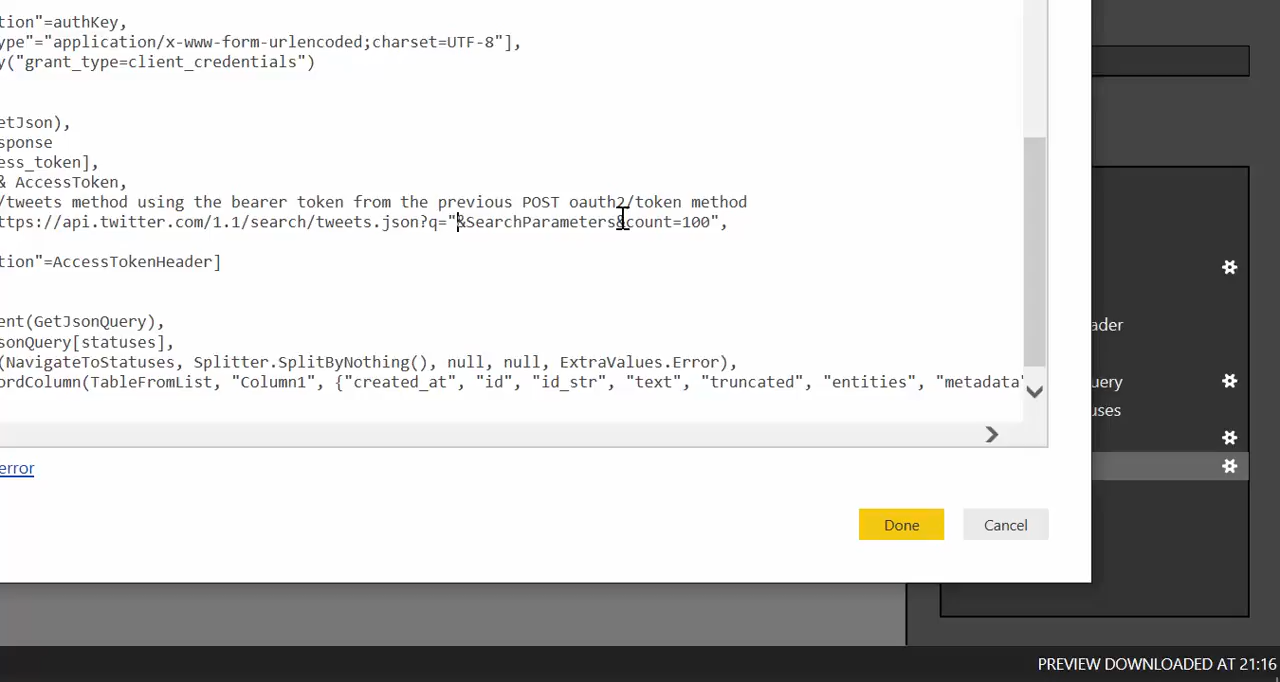 tion"=authKey,
ype"="application/x-www-form-urlencoded;charset=UTF-8"],
y("grant_type=client_credentials")
etJson),
sponse
ess_token],
& AccessToken,
/tweets method using the bearer token from the previous POST oauth2/token method
ttps://api.twitter.com/1.1/search/tweets.json?q="&SearchParameters&count=100",
tion"=AccessTokenHeader]
ent(GetJsonQuery),
sonQuery[statuses],
(NavigateToStatuses, Splitter.SplitByNothing(), null, null, ExtraValues.Error),
ordColumn(TableFromList, "Column1", {"created_at", "id", "id_str", "text", "truncated", "entities", "metadata"
error
Done
Cancel
ader
uery
uses
PREVIEW DOWNLOADED AT 21:16